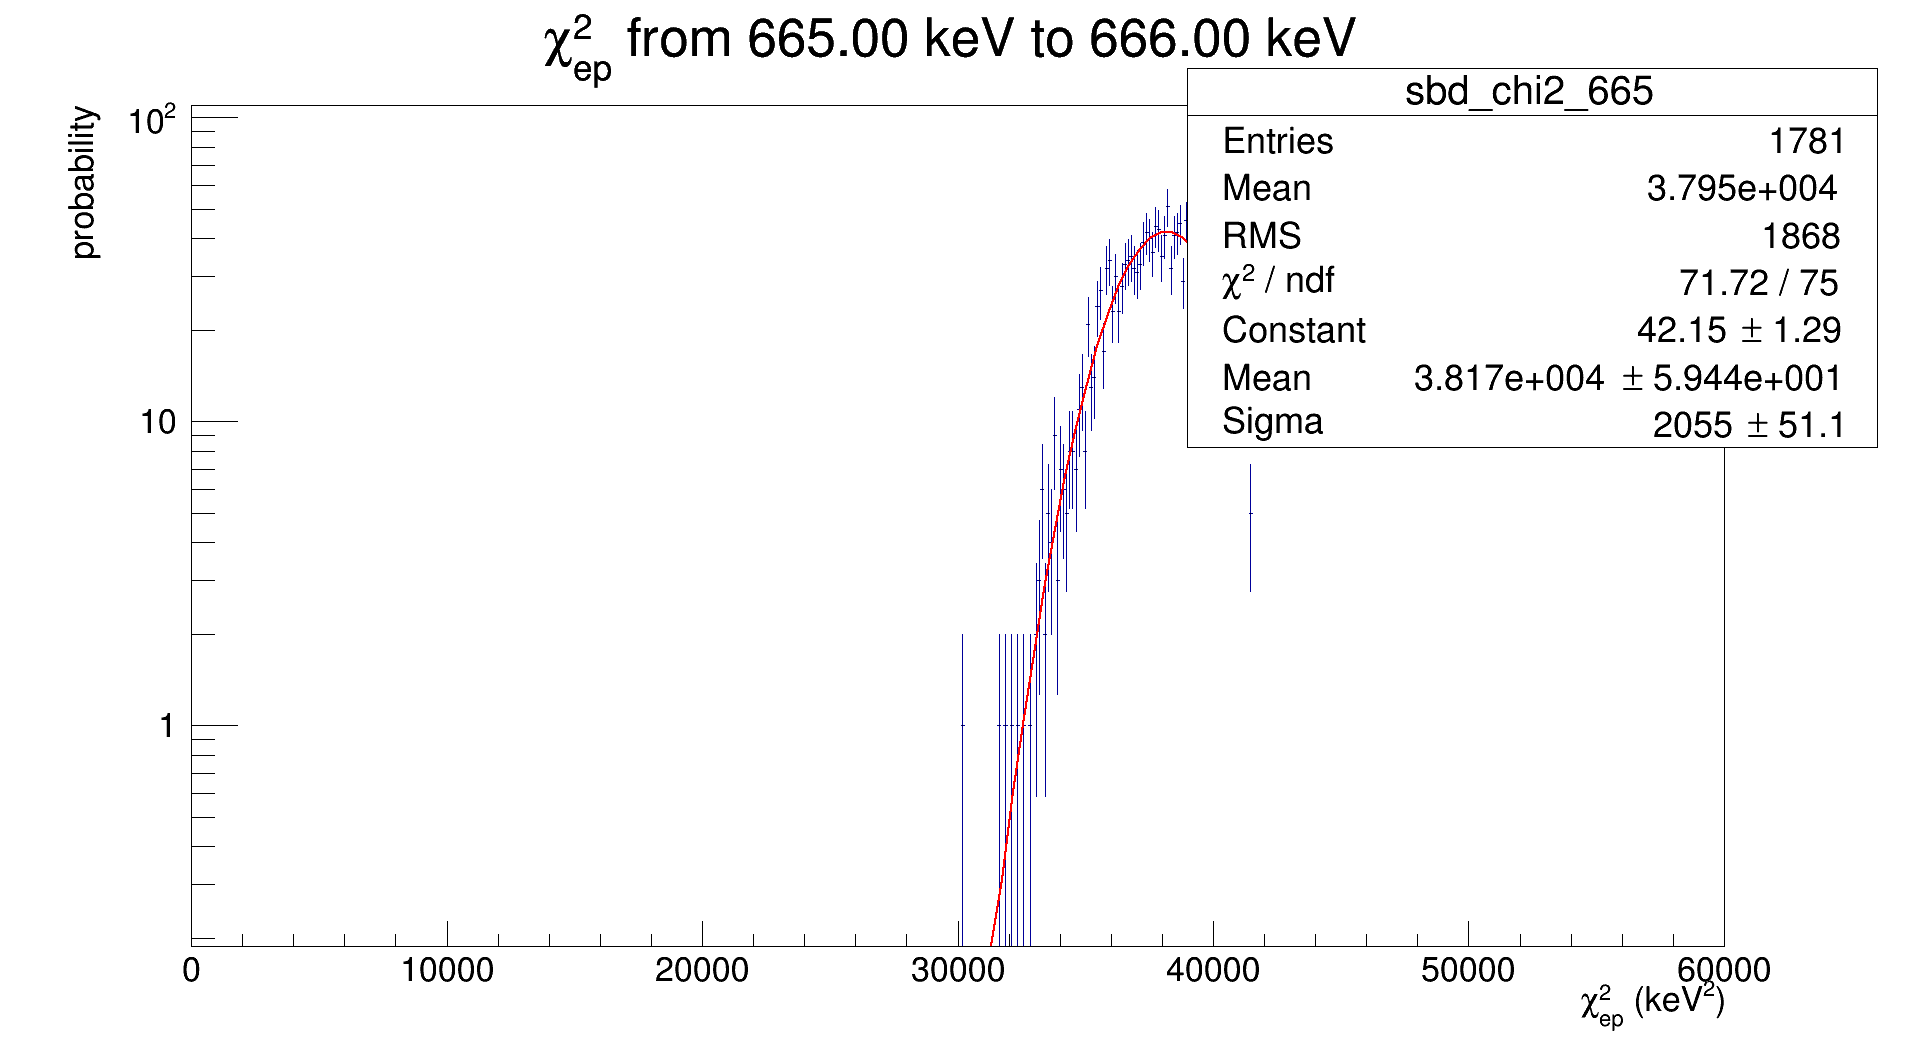 χ²ep from 665.00 keV to 666.00 keV
probability
10²
10
1
sbd_chi2_665
Entries 1781
Mean 3.795e+004
RMS 1868
χ² / ndf 71.72 / 75
Constant 42.15 ± 1.29
Mean 3.817e+004 ± 5.944e+001
Sigma 2055 ± 51.1
0 10000 20000 30000 40000 50000 60000
χ²ep (keV²)